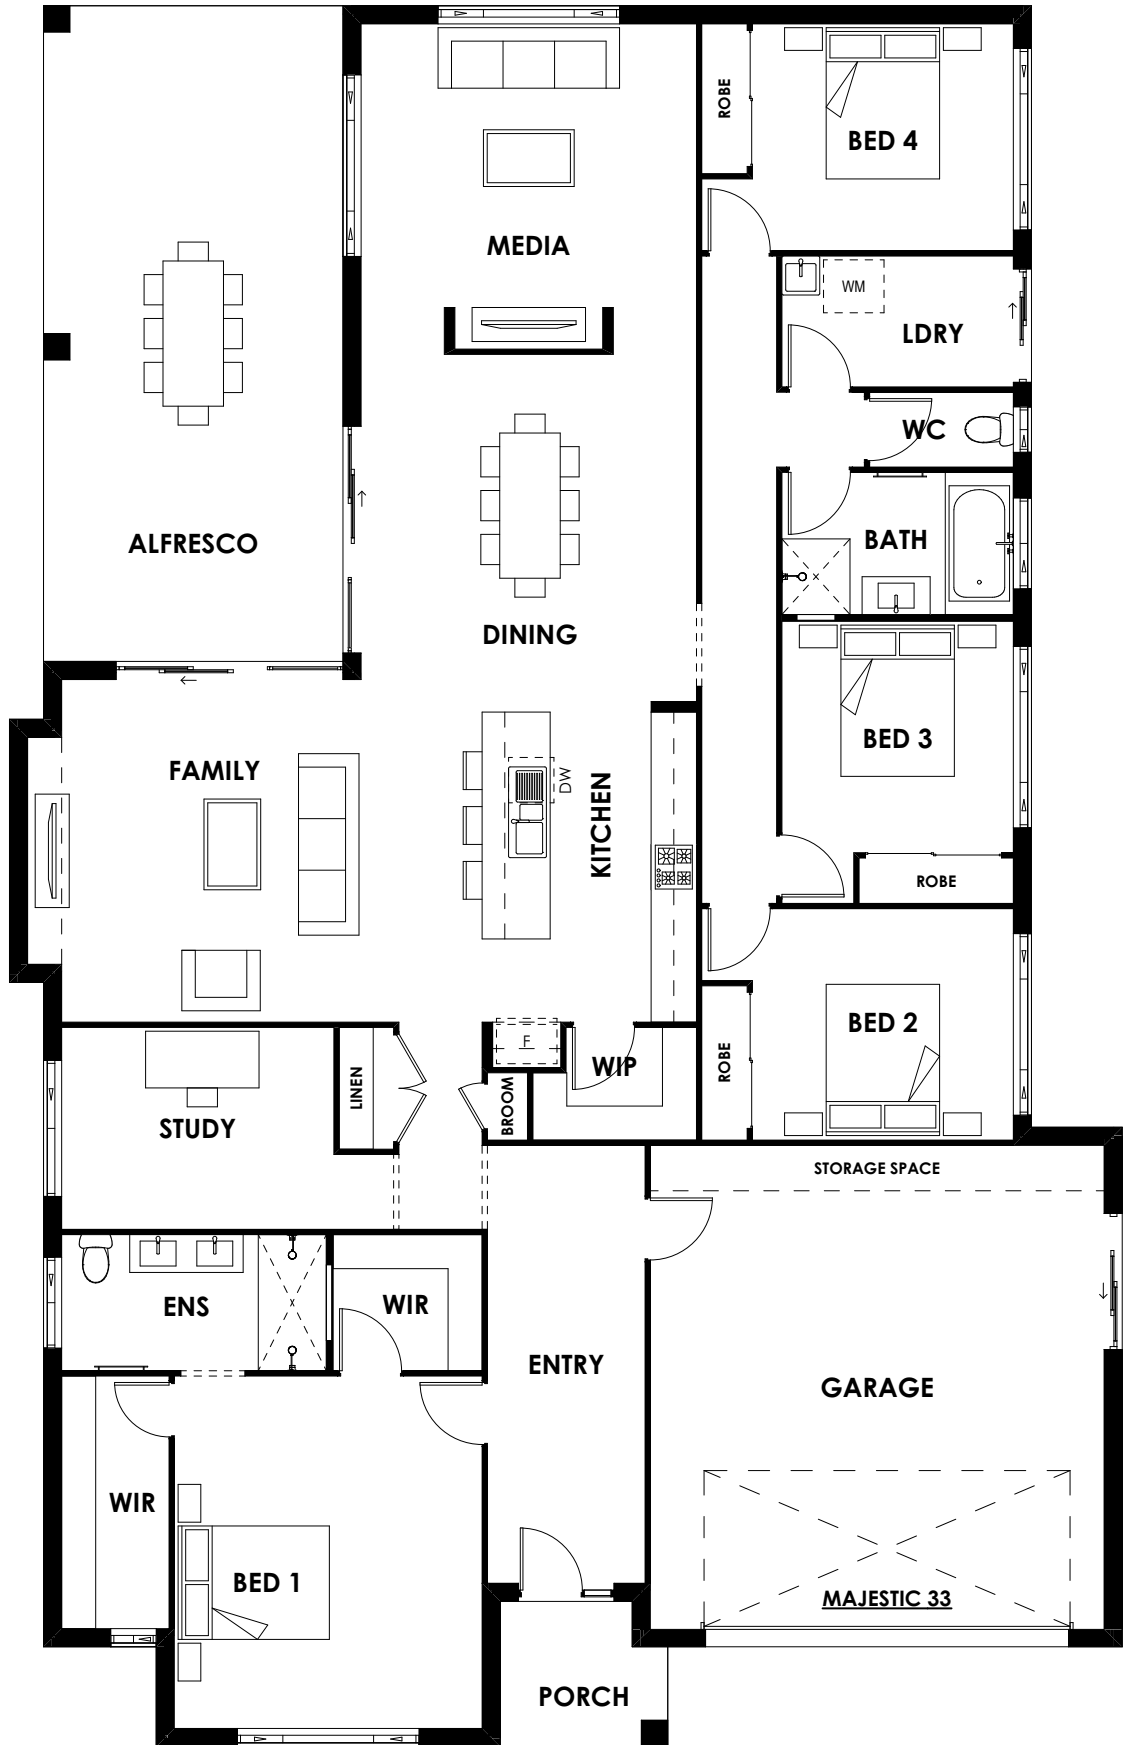 ROBE
BED 4
MEDIA
WM
LDRY
WC
ALFRESCO
BATH
DINING
BED 3
FAMILY
DW
KITCHEN
ROBE
BED 2
F
WIP
ROBE
LINEN
BROOM
STUDY
STORAGE SPACE
ENS
WIR
ENTRY
GARAGE
WIR
BED 1
MAJESTIC 33
PORCH